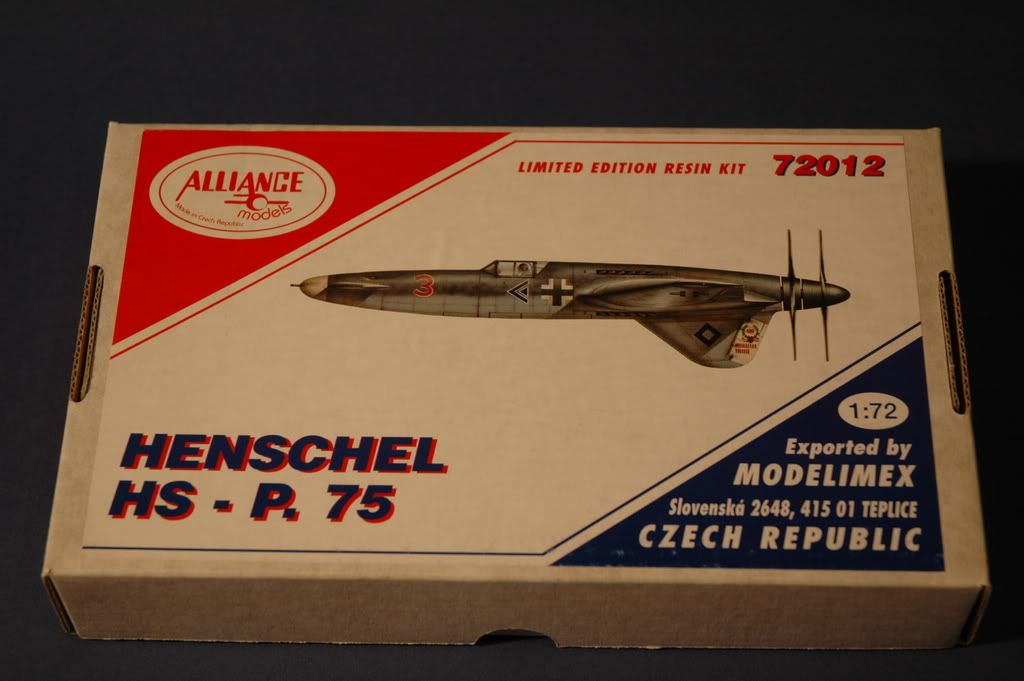 ALLIANCE
models
Made in Czech Republic
LIMITED EDITION RESIN KIT 72012
3
HENSCHEL
HS - P. 75
1:72
Exported by
MODELIMEX
Slovenská 2648, 415 01 TEPLICE
CZECH REPUBLIC